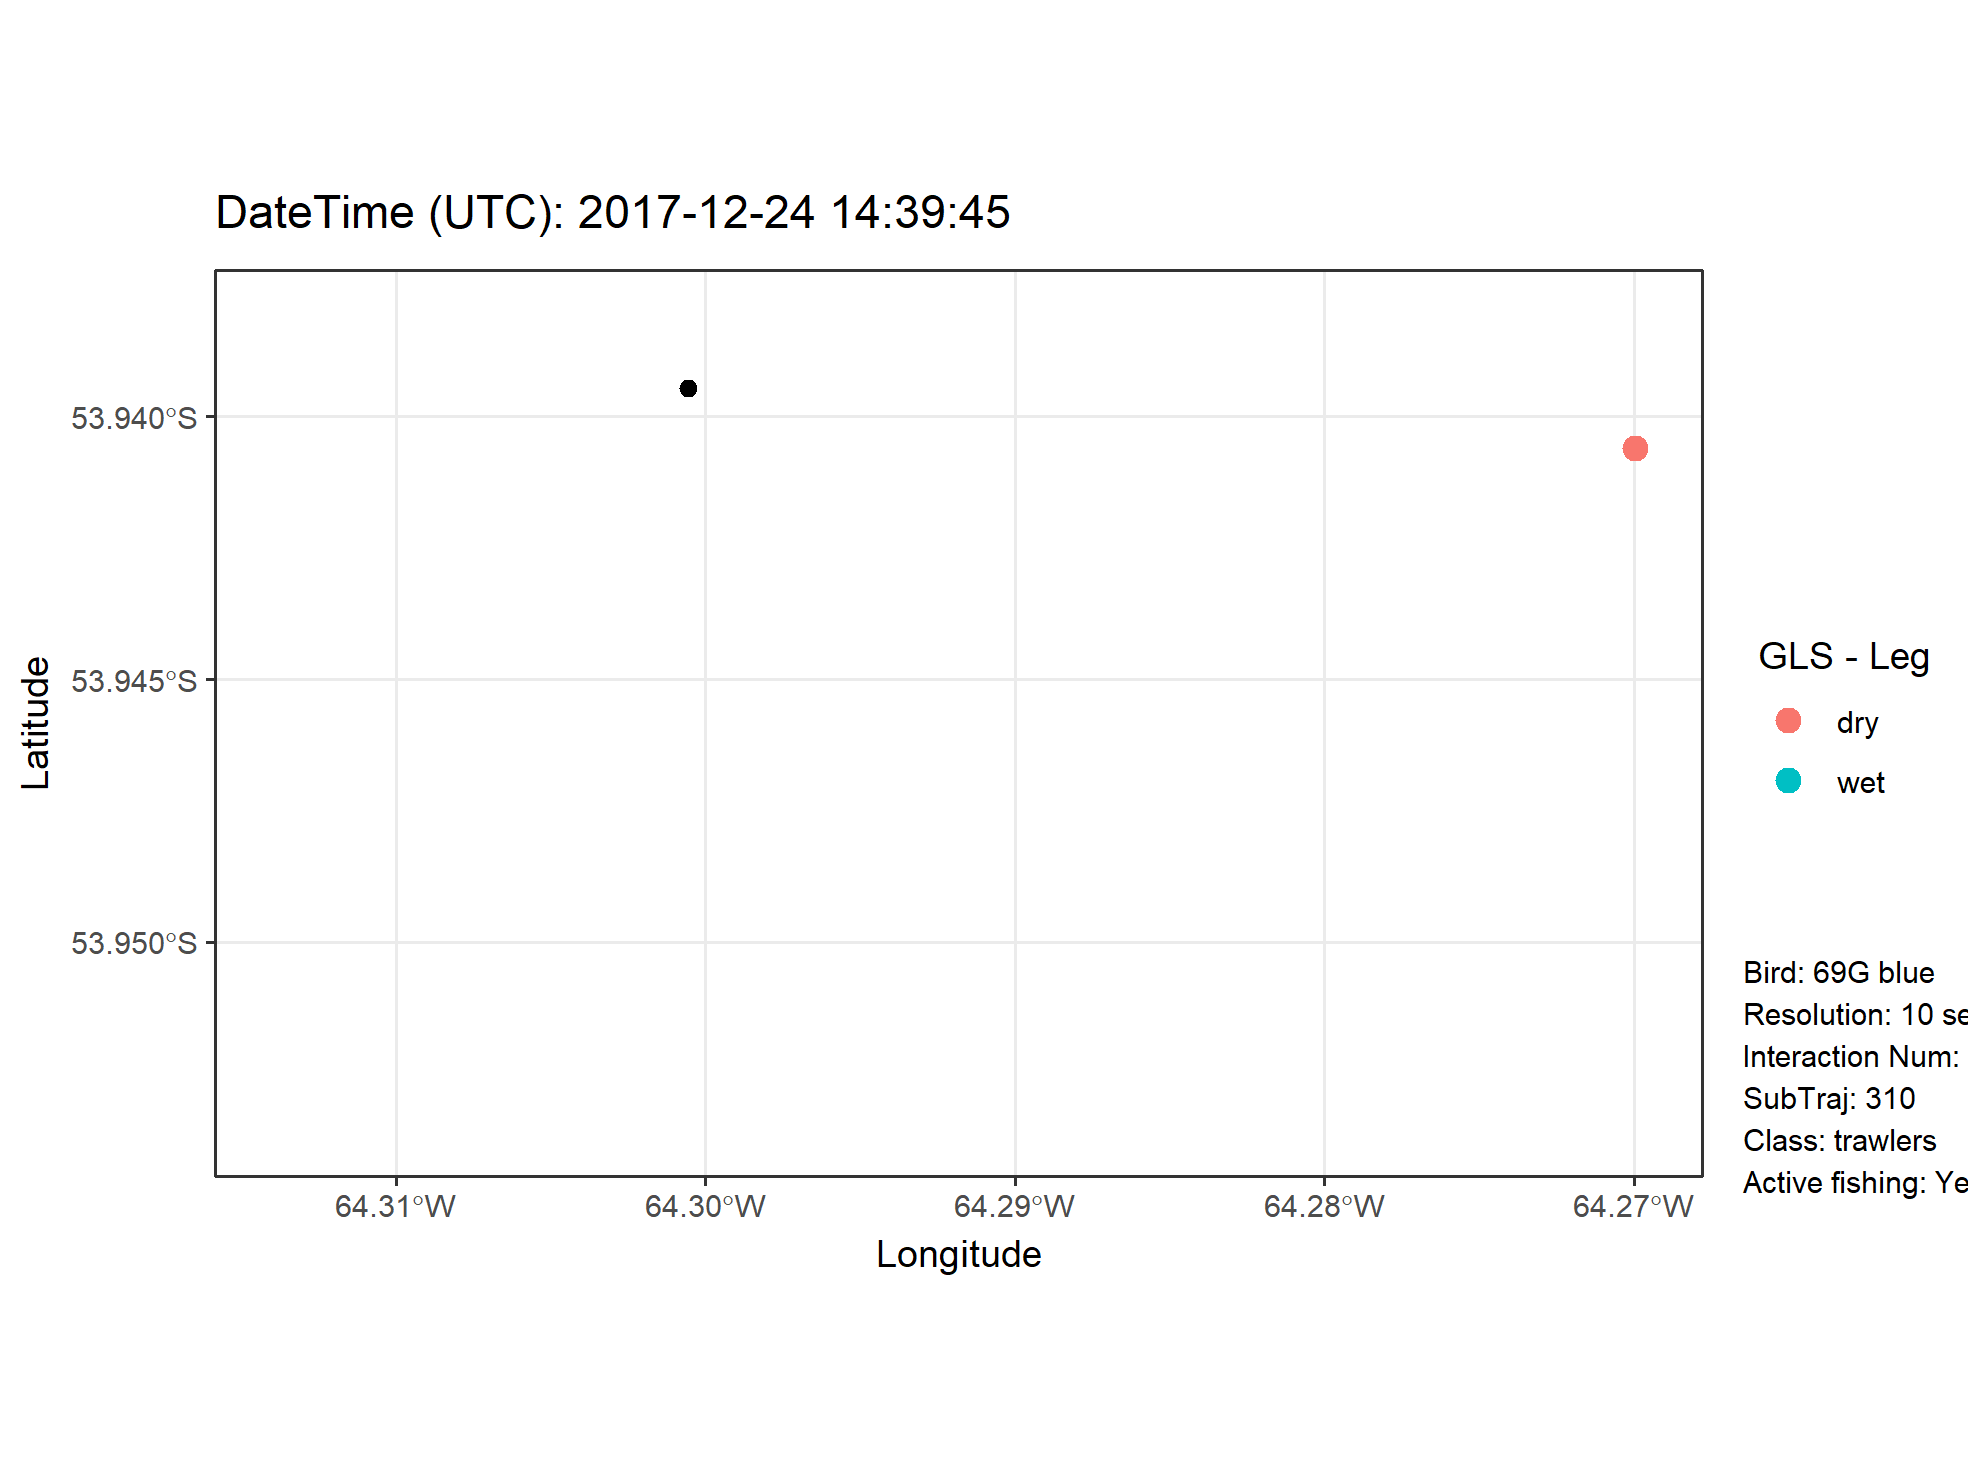 DateTime (UTC): 2017-12-24 14:39:45
53.940°S
53.945°S
53.950°S
Latitude
64.31°W
64.30°W
64.29°W
64.28°W
64.27°W
Longitude
GLS - Leg
dry
wet
Bird: 69G blue
Resolution: 10 se
Interaction Num:
SubTraj: 310
Class: trawlers
Active fishing: Ye